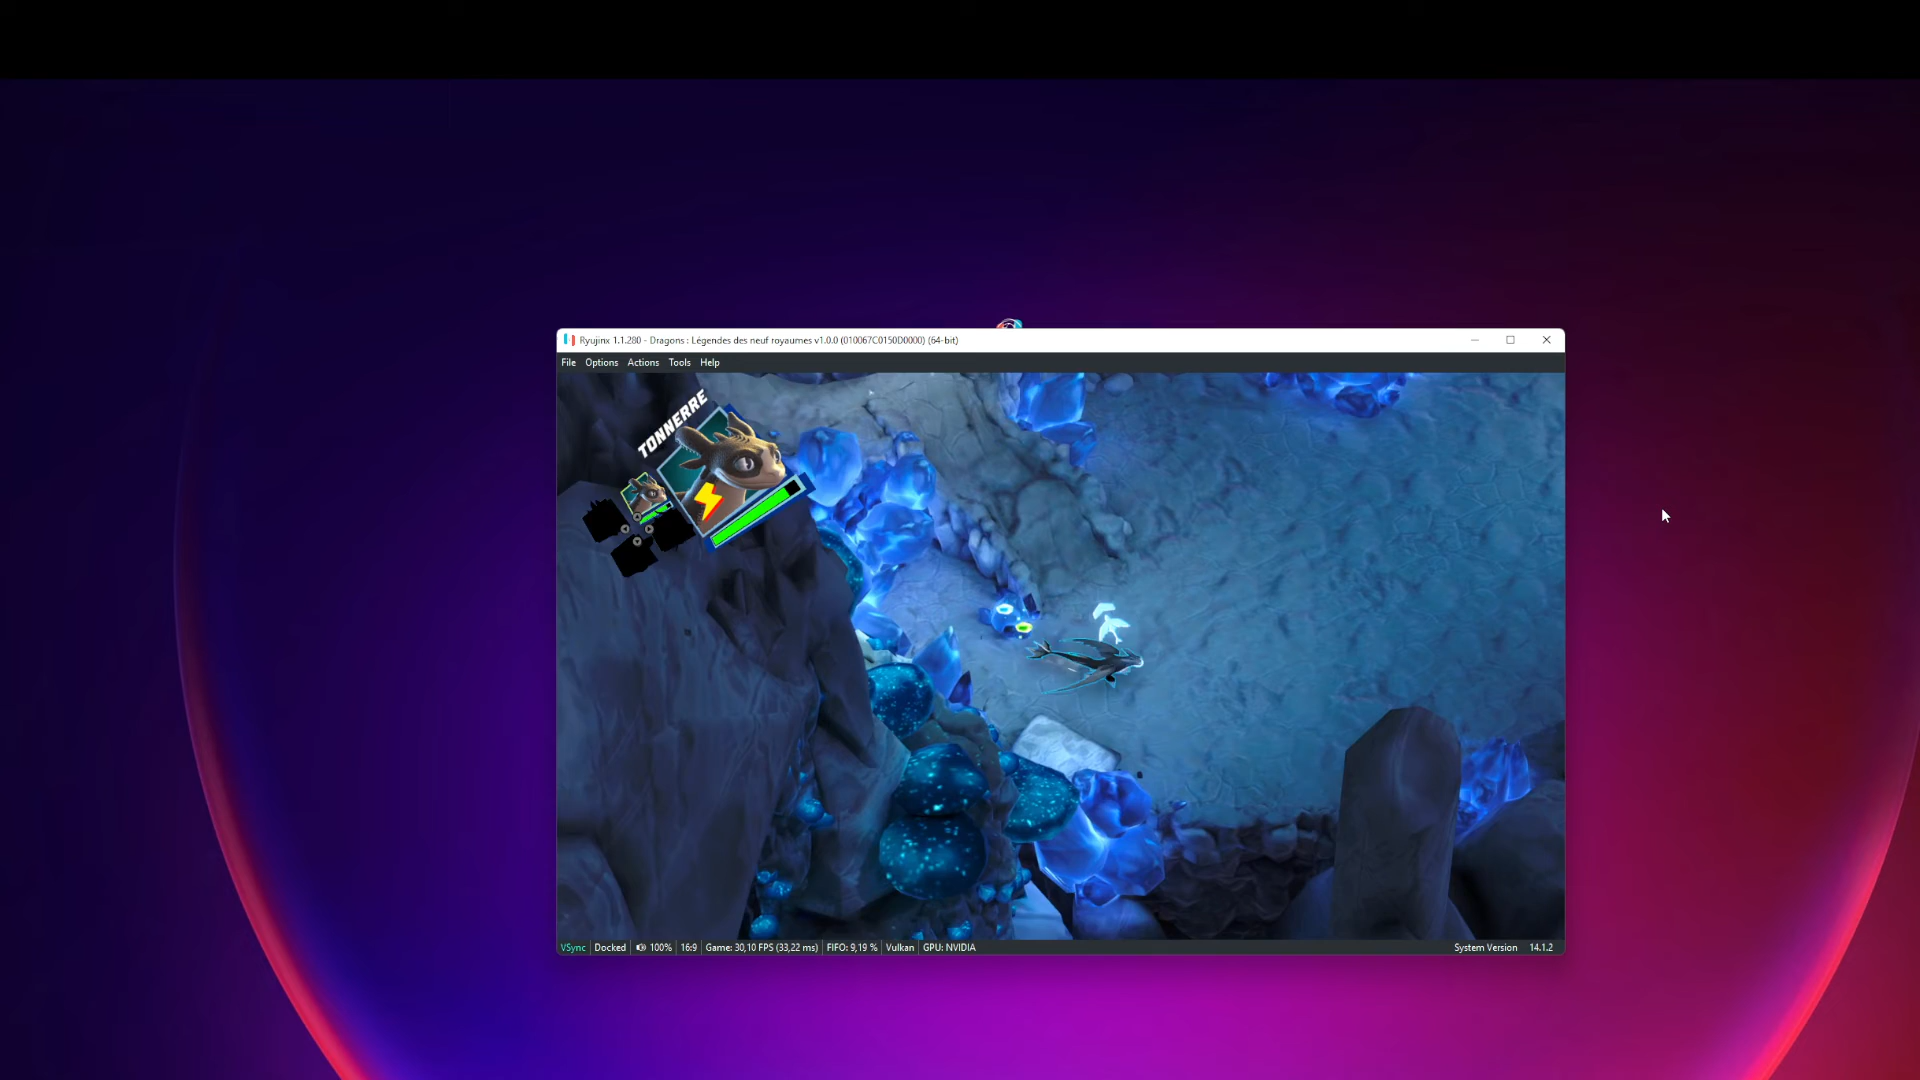 Ryujinx 1.1.280 - Dragons : Légendes des neuf royaumes v1.0.0 (010067C0150D0000) (64-bit)
File Options Actions Tools Help
TONNERRE
VSync Docked 100% 16:9 Game: 30,10 FPS (33,22 ms) FIFO: 9,19 % Vulkan GPU: NVIDIA System Version 14.1.2